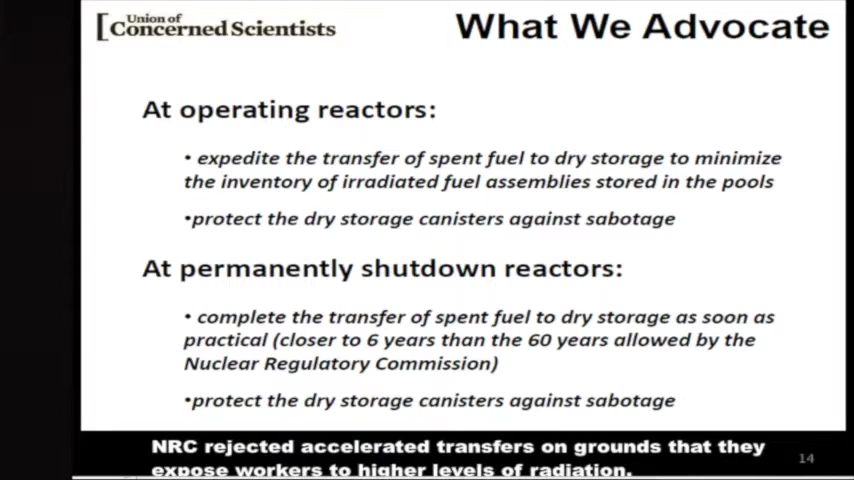 Union of
Concerned Scientists
What We Advocate
At operating reactors:
• expedite the transfer of spent fuel to dry storage to minimize
the inventory of irradiated fuel assemblies stored in the pools
•protect the dry storage canisters against sabotage
At permanently shutdown reactors:
• complete the transfer of spent fuel to dry storage as soon as
practical (closer to 6 years than the 60 years allowed by the
Nuclear Regulatory Commission)
•protect the dry storage canisters against sabotage
NRC rejected accelerated transfers on grounds that they
expose workers to higher levels of radiation.
14